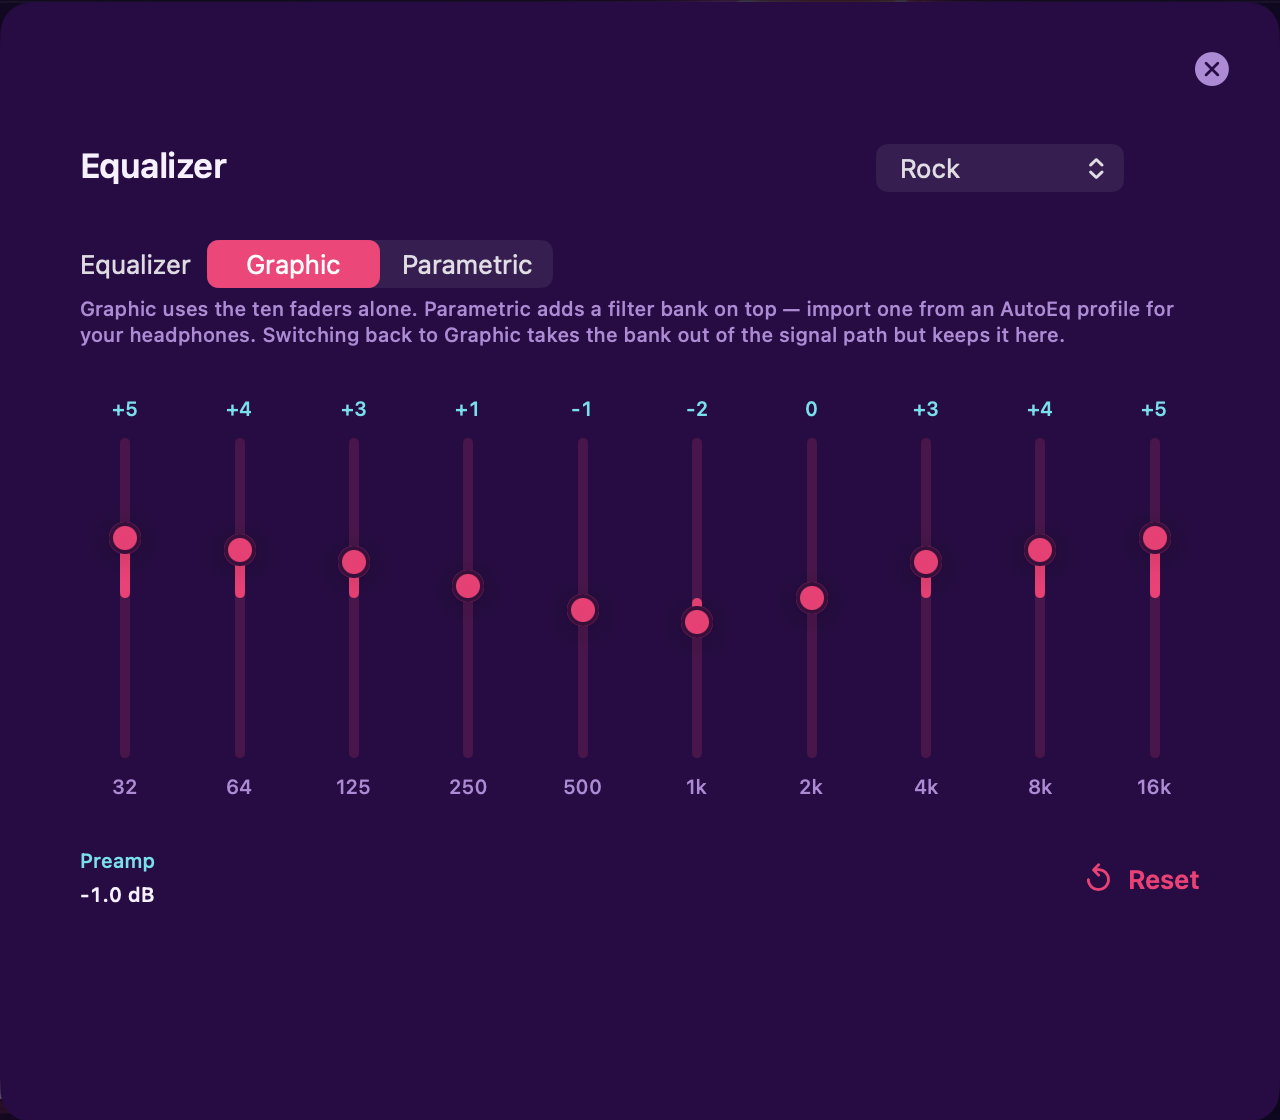 Equalizer
Rock
Equalizer Graphic Parametric
Graphic uses the ten faders alone. Parametric adds a filter bank on top — import one from an AutoEq profile for
your headphones. Switching back to Graphic takes the bank out of the signal path but keeps it here.
+5 +4 +3 +1 -1 -2 0 +3 +4 +5
32 64 125 250 500 1k 2k 4k 8k 16k
Preamp
-1.0 dB
Reset